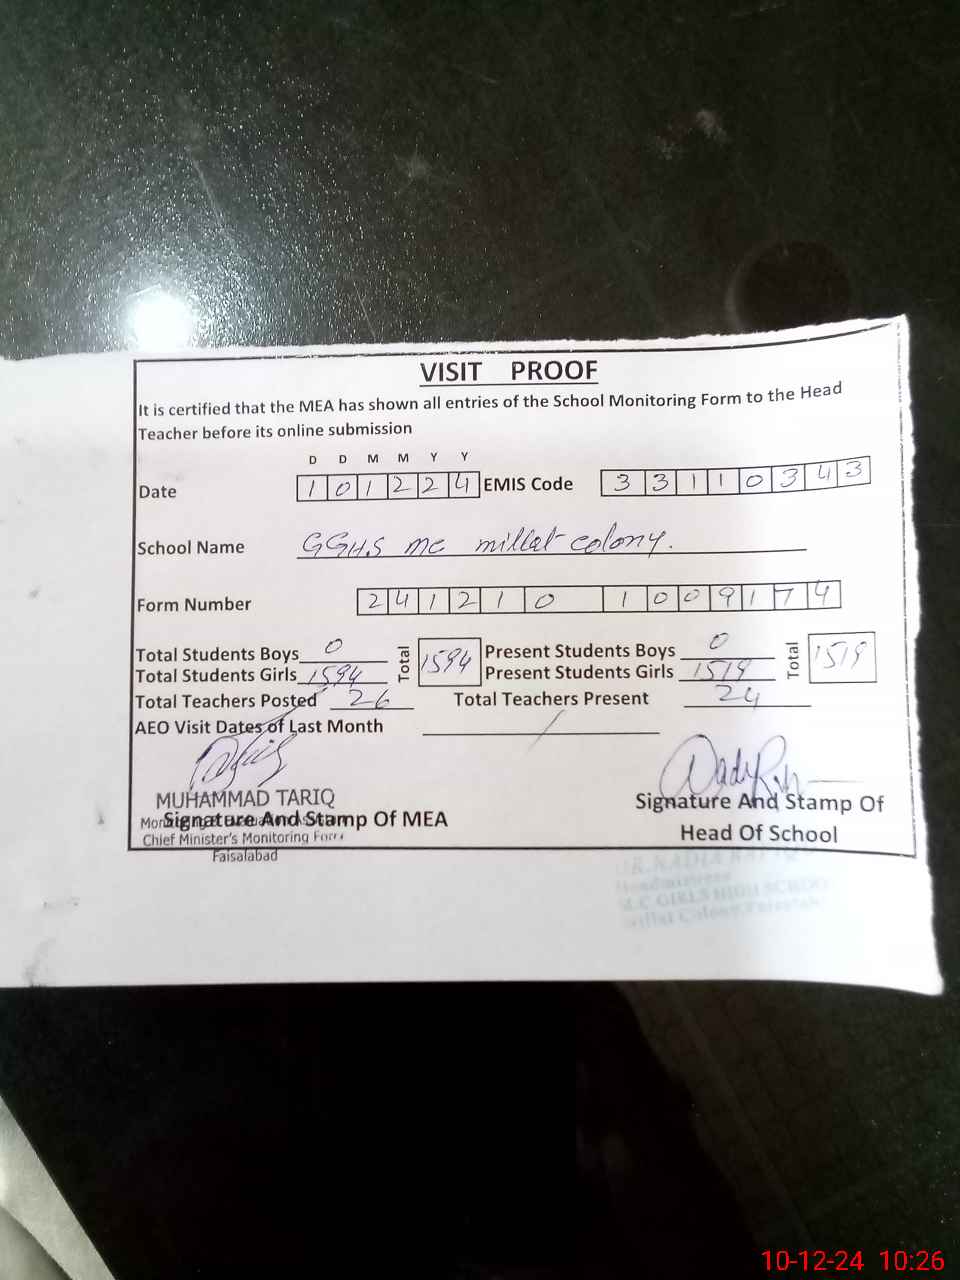 VISIT PROOF
It is certified that the MEA has shown all entries of the School Monitoring Form to the Head
Teacher before its online submission
D D M M Y Y
Date 1 0 1 2 2 4 EMIS Code 3 3 1 1 0 3 4 3
School Name GGHS MC millat colony.
Form Number 2 4 1 2 1 0 1 0 0 9 1 7 4
Total Students Boys 0 Total 1594 Present Students Boys 0 Total 1519
Total Students Girls 1594 Present Students Girls 1519
Total Teachers Posted 26 Total Teachers Present 24
AEO Visit Dates of Last Month /
MUHAMMAD TARIQ
Signature And Stamp Of MEA
Signature And Stamp Of
Head Of School
Chief Minister's Monitoring Force
Faisalabad
GIRLS HIGH SCHOOL
Millat Colony
10-12-24 10:26